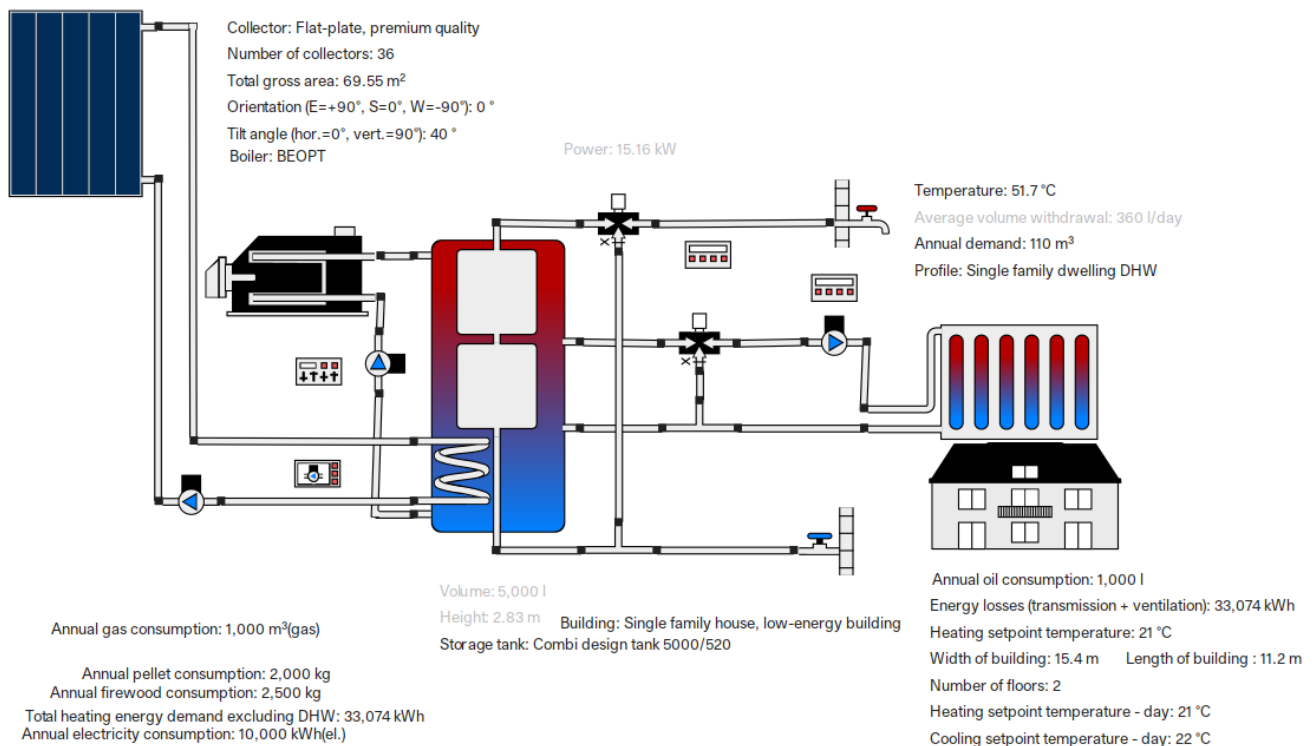 Collector: Flat-plate, premium quality
Number of collectors: 36
Total gross area: 69.55 m²
Orientation (E=+90°, S=0°, W=-90°): 0 °
Tilt angle (hor.=0°, vert.=90°): 40 °
Boiler: BEOPT
Power: 15.16 kW
Temperature: 51.7 °C
Average volume withdrawal: 360 l/day
Annual demand: 110 m³
Profile: Single family dwelling DHW
Volume: 5,000 l
Height: 2.83 m
Building: Single family house, low-energy building
Storage tank: Combi design tank 5000/520
Annual gas consumption: 1,000 m³(gas)
Annual pellet consumption: 2,000 kg
Annual firewood consumption: 2,500 kg
Total heating energy demand excluding DHW: 33,074 kWh
Annual electricity consumption: 10,000 kWh(el.)
Annual oil consumption: 1,000 l
Energy losses (transmission + ventilation): 33,074 kWh
Heating setpoint temperature: 21 °C
Width of building: 15.4 m Length of building : 11.2 m
Number of floors: 2
Heating setpoint temperature - day: 21 °C
Cooling setpoint temperature - day: 22 °C